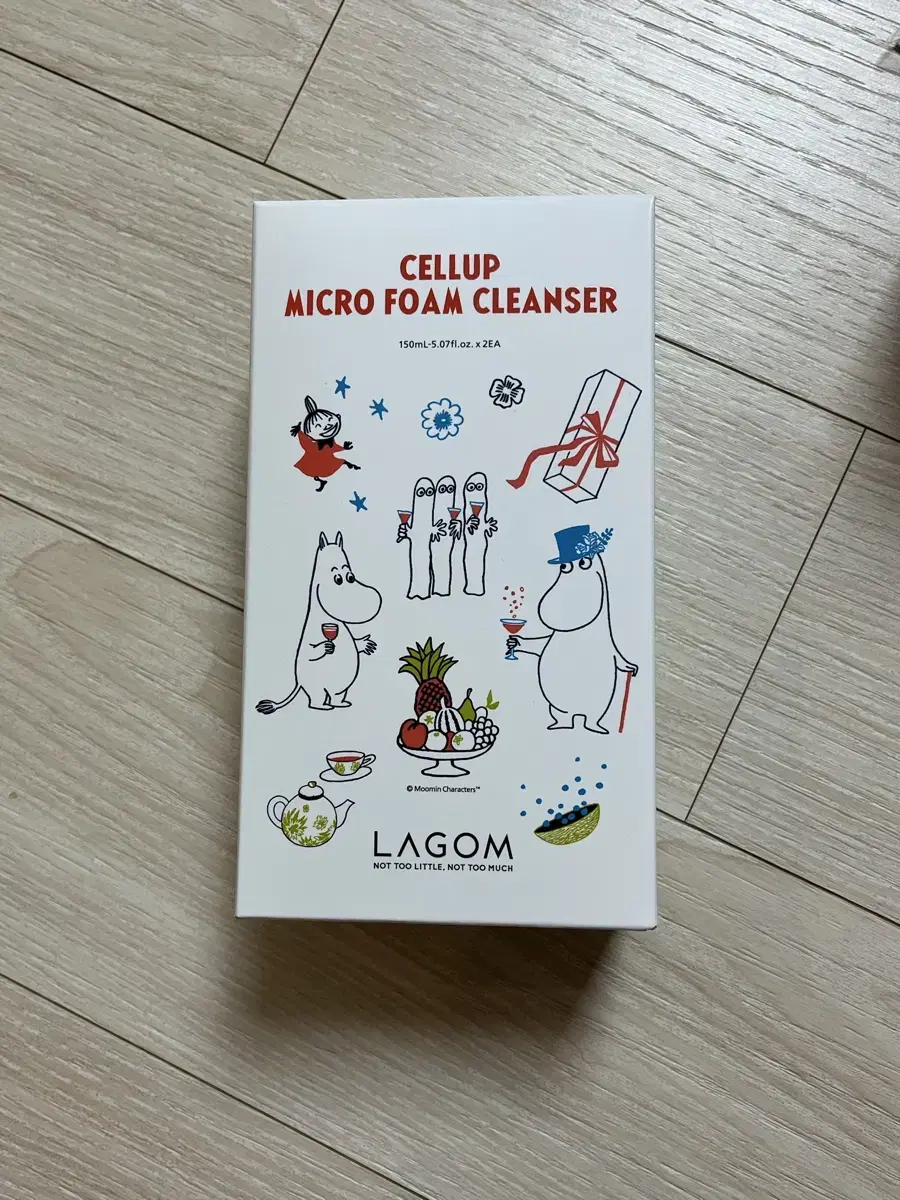 CELLUP
MICRO FOAM CLEANSER
150mL-5.07fl.oz. x 2EA
© Moomin Characters™
LAGOM
NOT TOO LITTLE, NOT TOO MUCH